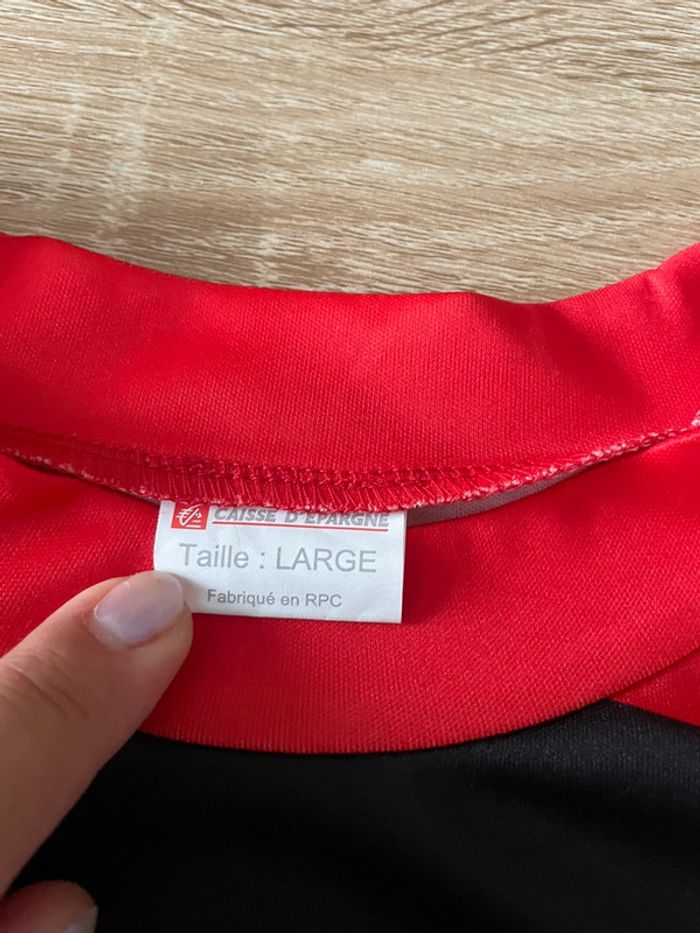 CAISSE D'EPARGNE
Taille : LARGE
Fabriqué en RPC